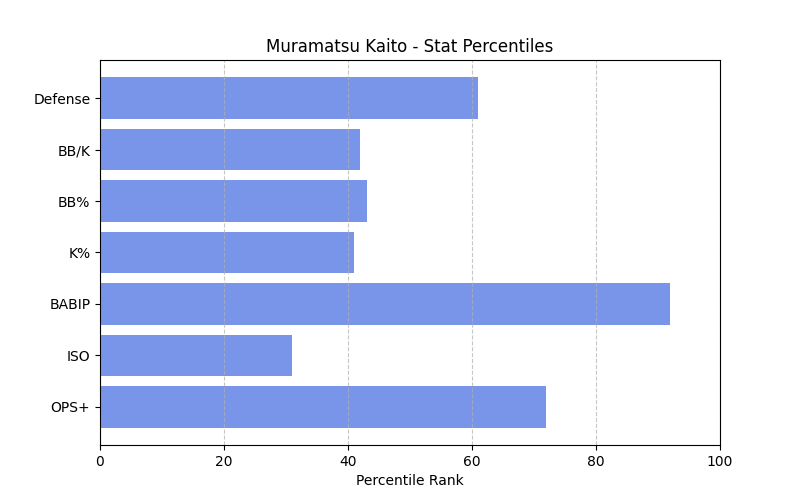 Muramatsu Kaito - Stat Percentiles
Defense
BB/K
BB%
K%
BABIP
ISO
OPS+
0 20 40 60 80 100
Percentile Rank